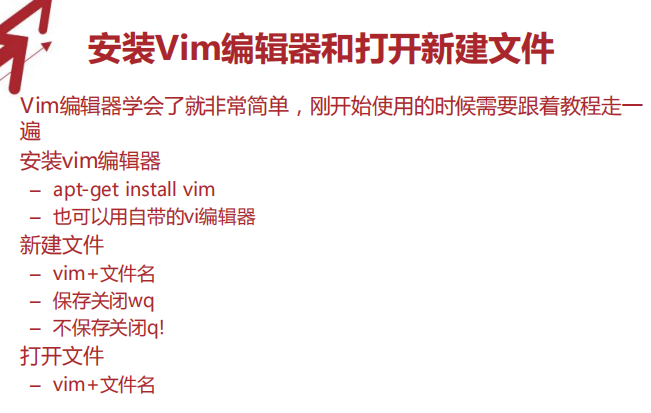 安装Vim编辑器和打开新建文件
Vim编辑器学会了就非常简单，刚开始使用的时候需要跟着教程走一
遍
安装vim编辑器
– apt-get install vim
– 也可以用自带的vi编辑器
新建文件
– vim+文件名
– 保存关闭wq
– 不保存关闭q!
打开文件
– vim+文件名